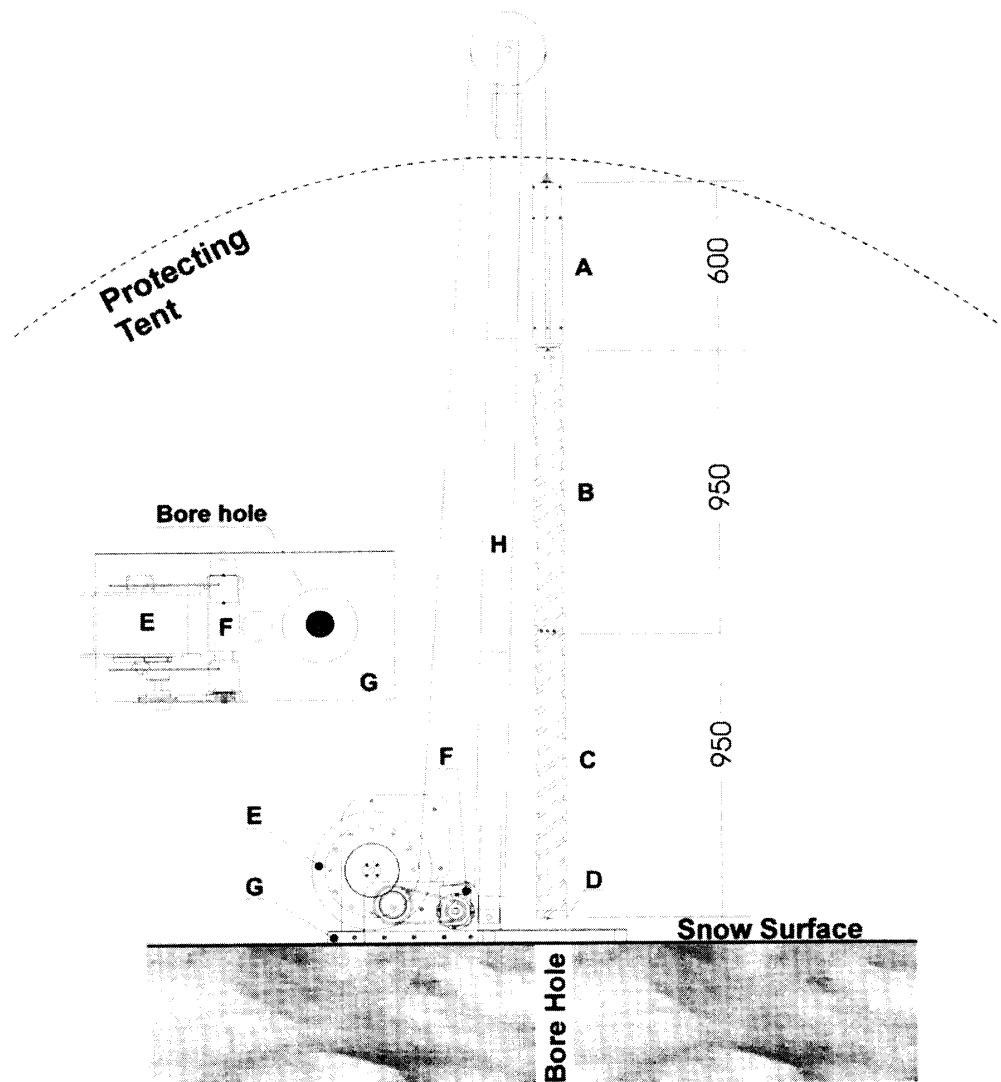 Protecting
Tent
A
600
B
950
Bore hole
H
E
F
G
F
C
950
E
G
D
Snow Surface
Bore Hole